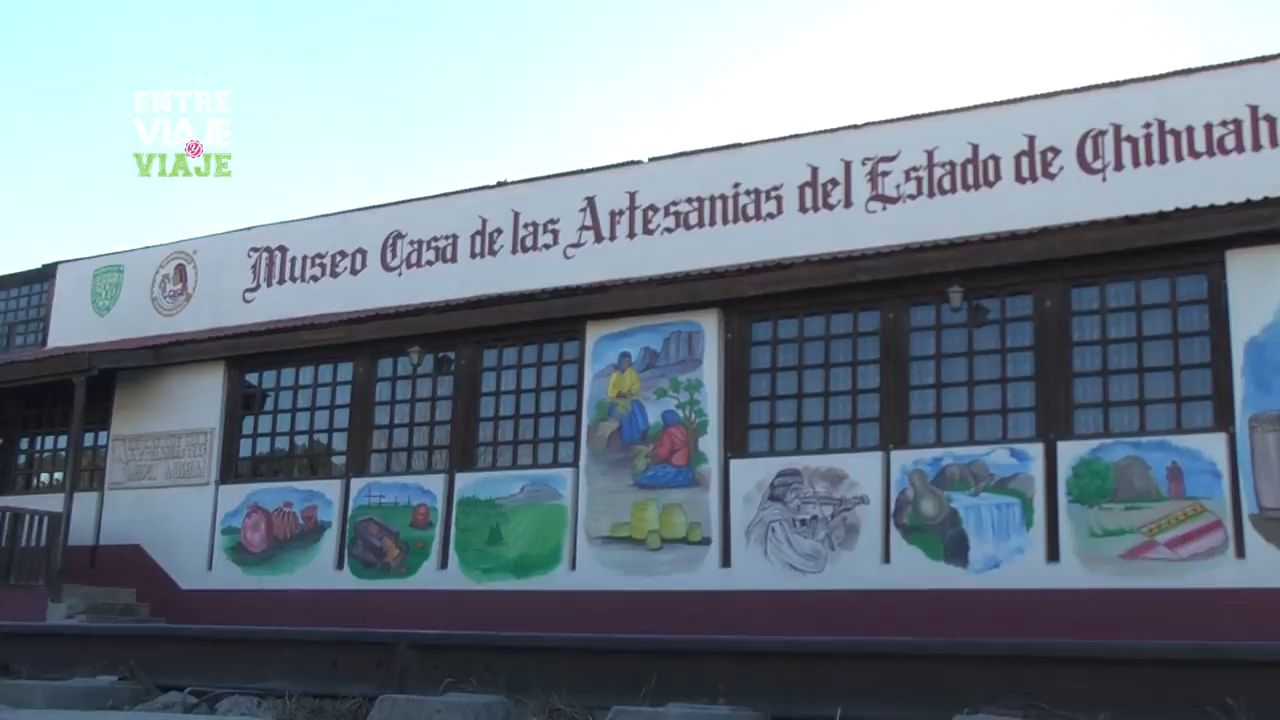 ENTRE
VIAJE
y
VIAJE
Museo Casa de las Artesanias del Estado de Chihuah